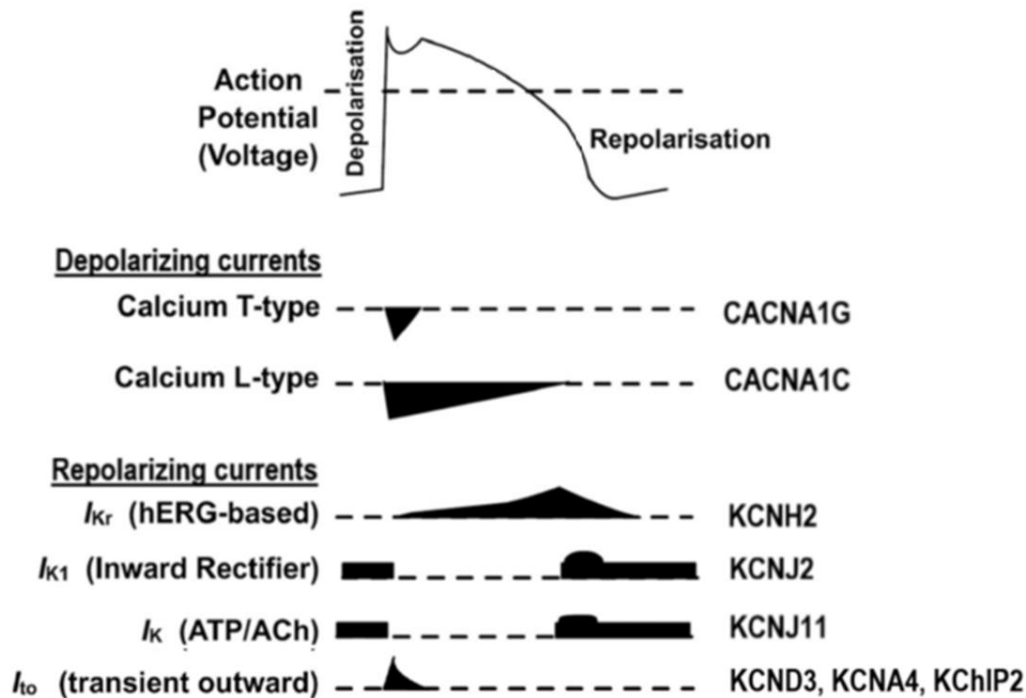 Action
Potential
(Voltage)
Depolarisation
Repolarisation
Depolarizing currents
Calcium T-type CACNA1G
Calcium L-type CACNA1C
Repolarizing currents
IKr (hERG-based) KCNH2
IK1 (Inward Rectifier) KCNJ2
IK (ATP/ACh) KCNJ11
Ito (transient outward) KCND3, KCNA4, KChIP2